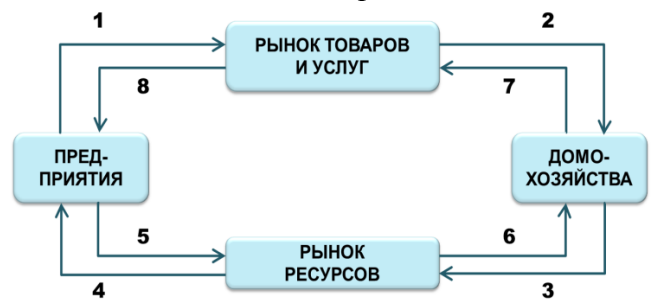 1
2
РЫНОК ТОВАРОВ
И УСЛУГ
8
7
ПРЕД-
ПРИЯТИЯ
ДОМО-
ХОЗЯЙСТВА
5
6
РЫНОК
РЕСУРСОВ
4
3